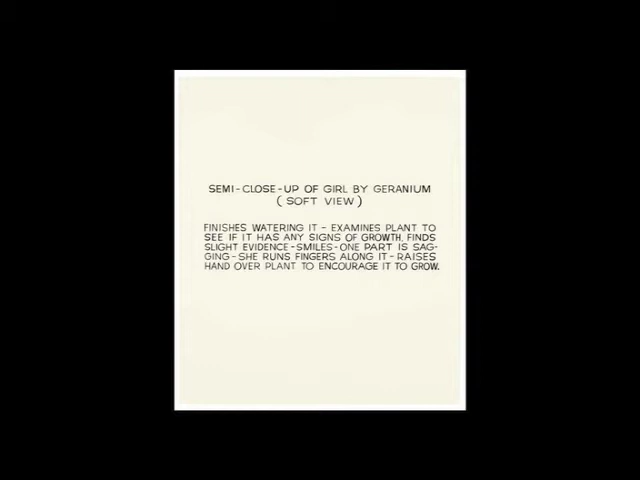 SEMI-CLOSE-UP OF GIRL BY GERANIUM
(SOFT VIEW)
FINISHES WATERING IT - EXAMINES PLANT TO
SEE IF IT HAS ANY SIGNS OF GROWTH, FINDS
SLIGHT EVIDENCE - SMILES - ONE PART IS SAG-
GING - SHE RUNS FINGERS ALONG IT - RAISES
HAND OVER PLANT TO ENCOURAGE IT TO GROW.